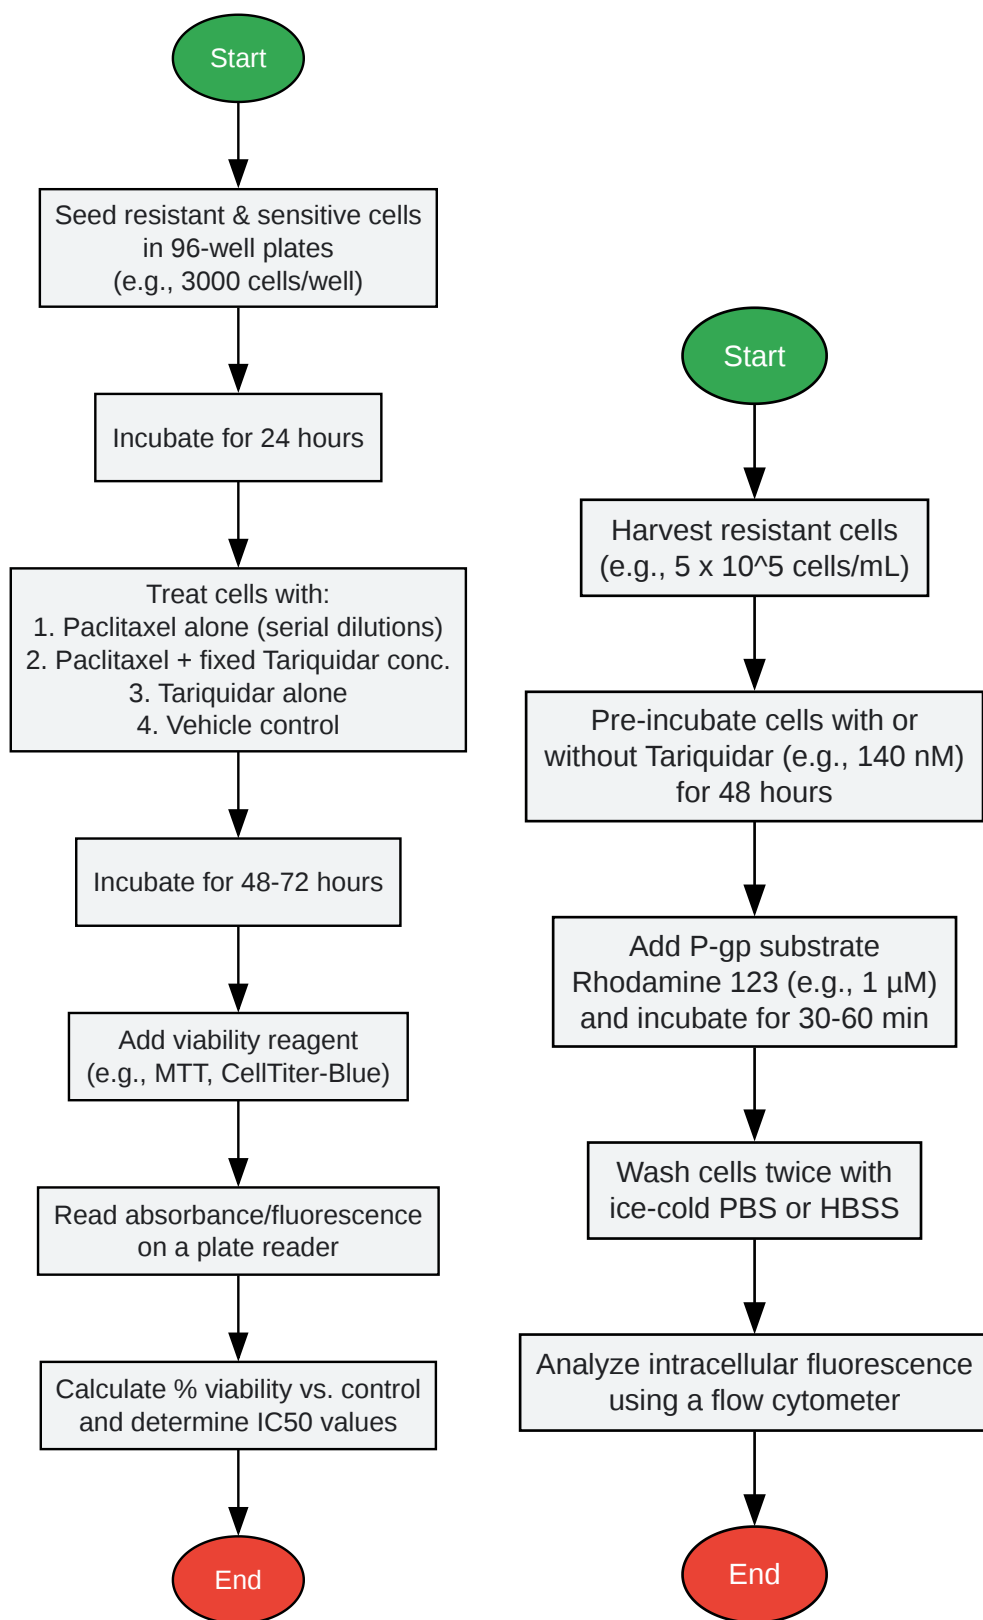 Start
Seed resistant & sensitive cells
in 96-well plates
(e.g., 3000 cells/well)
Incubate for 24 hours
Treat cells with:
1. Paclitaxel alone (serial dilutions)
2. Paclitaxel + fixed Tariquidar conc.
3. Tariquidar alone
4. Vehicle control
Incubate for 48-72 hours
Add viability reagent
(e.g., MTT, CellTiter-Blue)
Read absorbance/fluorescence
on a plate reader
Calculate % viability vs. control
and determine IC50 values
End
Start
Harvest resistant cells
(e.g., 5 x 10^5 cells/mL)
Pre-incubate cells with or
without Tariquidar (e.g., 140 nM)
for 48 hours
Add P-gp substrate
Rhodamine 123 (e.g., 1 µM)
and incubate for 30-60 min
Wash cells twice with
ice-cold PBS or HBSS
Analyze intracellular fluorescence
using a flow cytometer
End